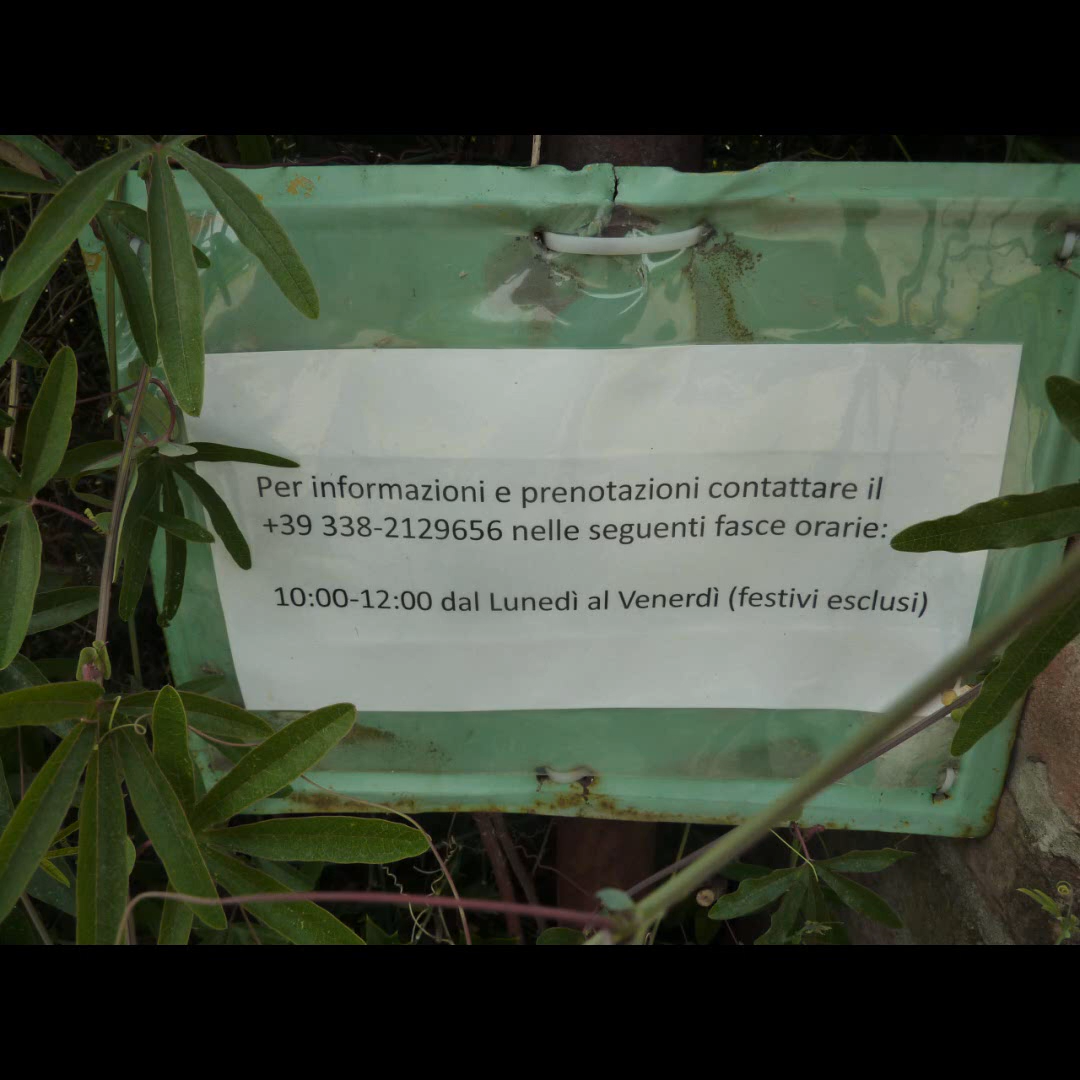 Per informazioni e prenotazioni contattare il
+39 338-2129656 nelle seguenti fasce orarie:
10:00-12:00 dal Lunedì al Venerdì (festivi esclusi)